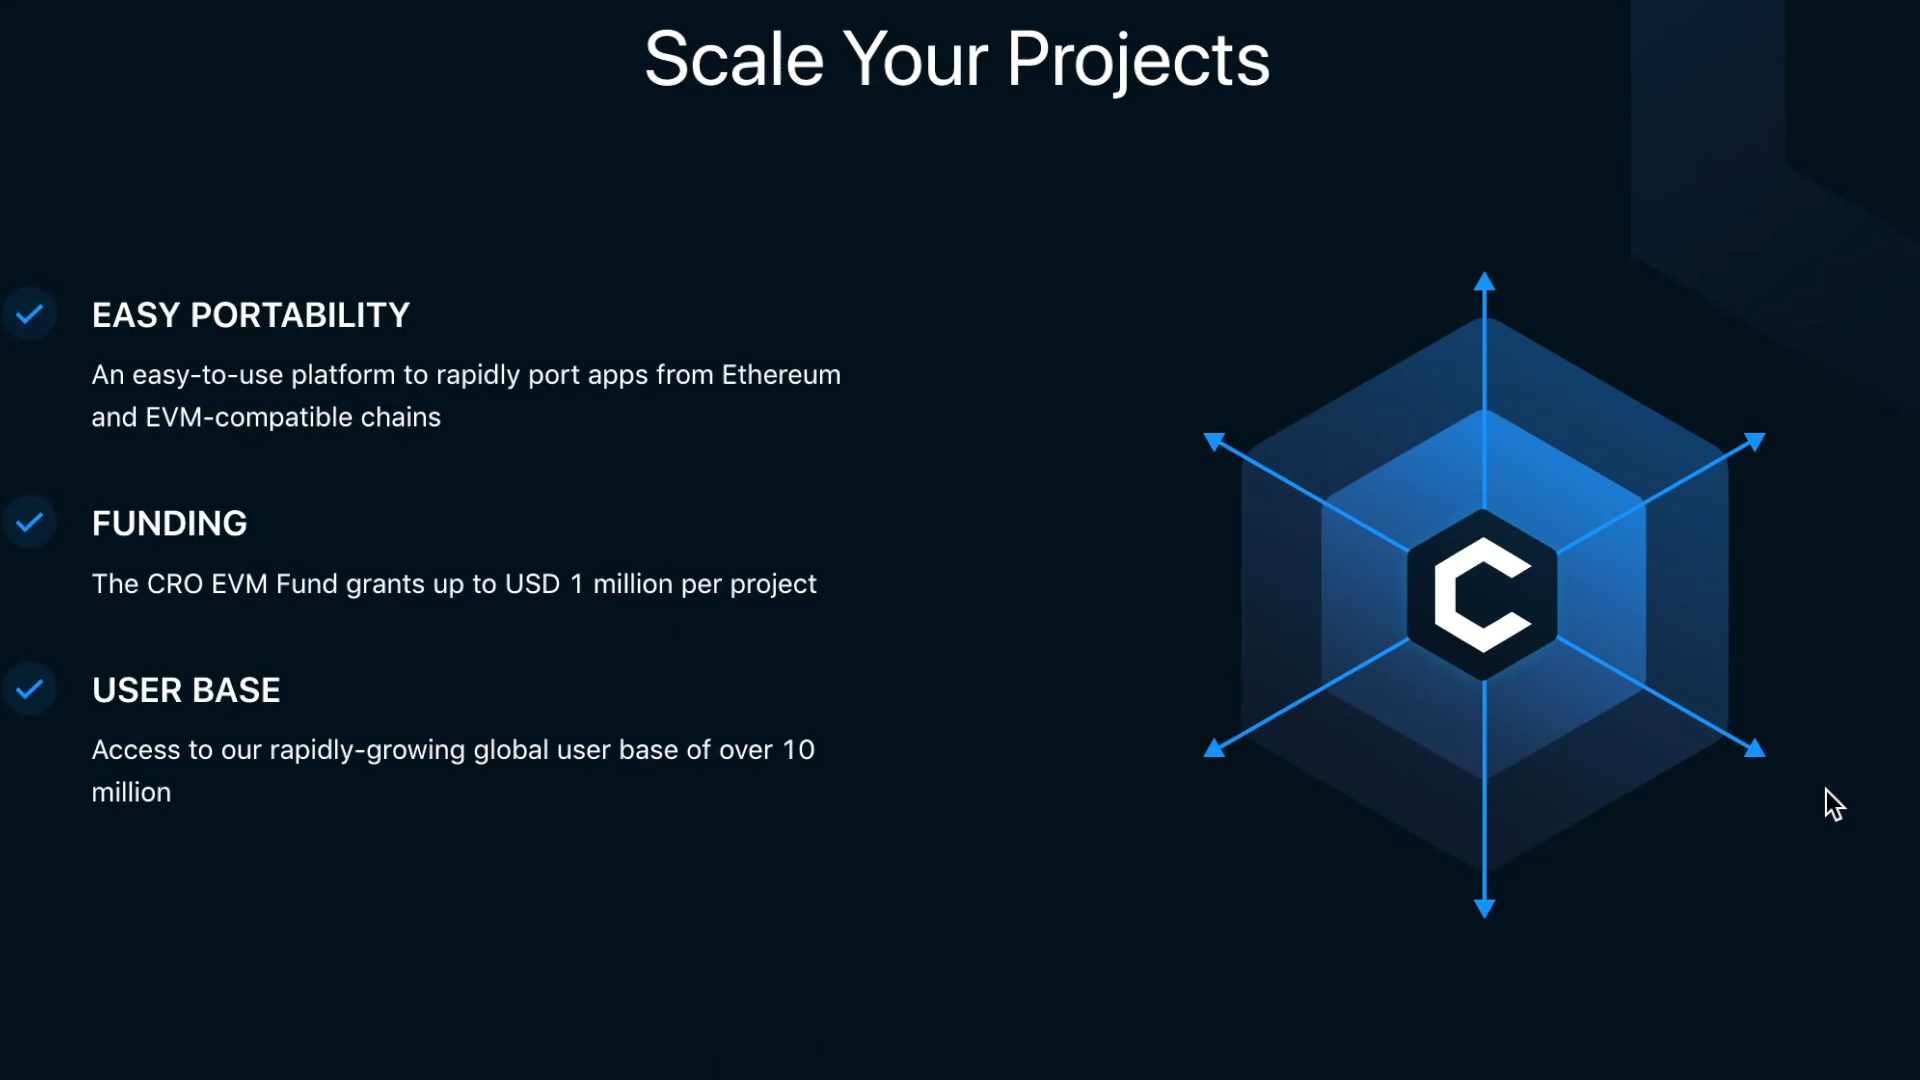 Scale Your Projects
EASY PORTABILITY
An easy-to-use platform to rapidly port apps from Ethereum
and EVM-compatible chains
FUNDING
The CRO EVM Fund grants up to USD 1 million per project
USER BASE
Access to our rapidly-growing global user base of over 10
million